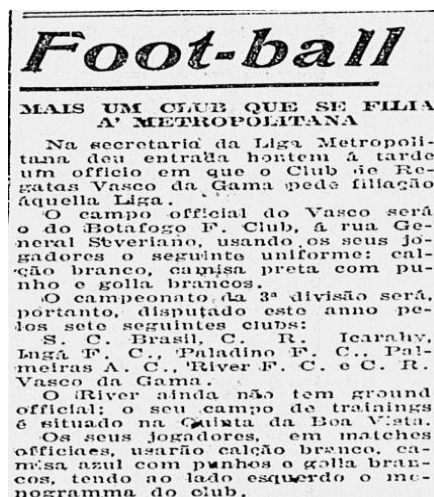 Foot-ball
MAIS UM CLUB QUE SE FILIA
A' METROPOLITANA
Na secretaria da Liga Metropoli-
tana deu entrada hontem á tarde
um officio em que o Club de Re-
gatas Vasco da Gama pede filiação
áquella Liga.
O campo official do Vasco será
o do Botafogo F. Club, á rua Ge-
neral Severiano, usando os seus jo-
gadores o seguinte uniforme: cal-
ção branco, camisa preta com pu-
nho e golla brancos.
O campeonato da 3ª divisão será,
portanto, disputado este anno pe-
los sete seguintes clubs:
S. C. Brasil, C. R. Icarahy,
Ingá F. C., Paladino F. C., Pal-
meiras A. C., River F. C. e C. R.
Vasco da Gama.
O River ainda não tem ground
official; o seu campo de trainings
é situado na Quinta da Boa Vista.
Os seus jogadores, em matches
officiaes, usarão calção branco, ca-
misa azul com punhos e golla bran-
cos, tendo ao lado esquerdo o mo-
nogramma do club.